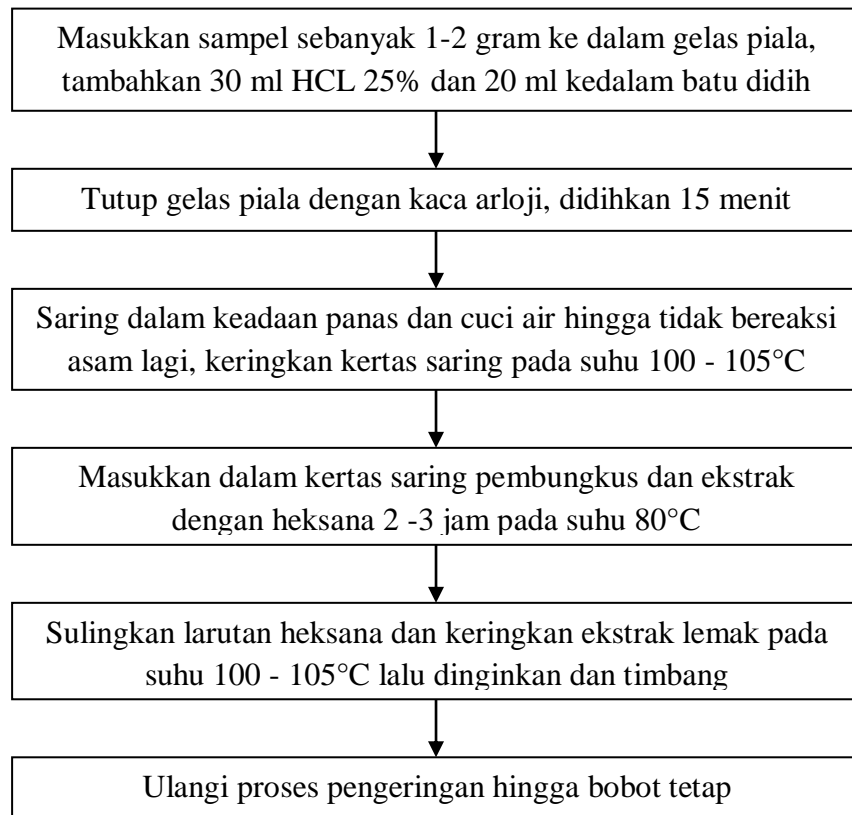 Masukkan sampel sebanyak 1-2 gram ke dalam gelas piala,
tambahkan 30 ml HCL 25% dan 20 ml kedalam batu didih
Tutup gelas piala dengan kaca arloji, didihkan 15 menit
Saring dalam keadaan panas dan cuci air hingga tidak bereaksi
asam lagi, keringkan kertas saring pada suhu 100 - 105°C
Masukkan dalam kertas saring pembungkus dan ekstrak
dengan heksana 2 -3 jam pada suhu 80°C
Sulingkan larutan heksana dan keringkan ekstrak lemak pada
suhu 100 - 105°C lalu dinginkan dan timbang
Ulangi proses pengeringan hingga bobot tetap